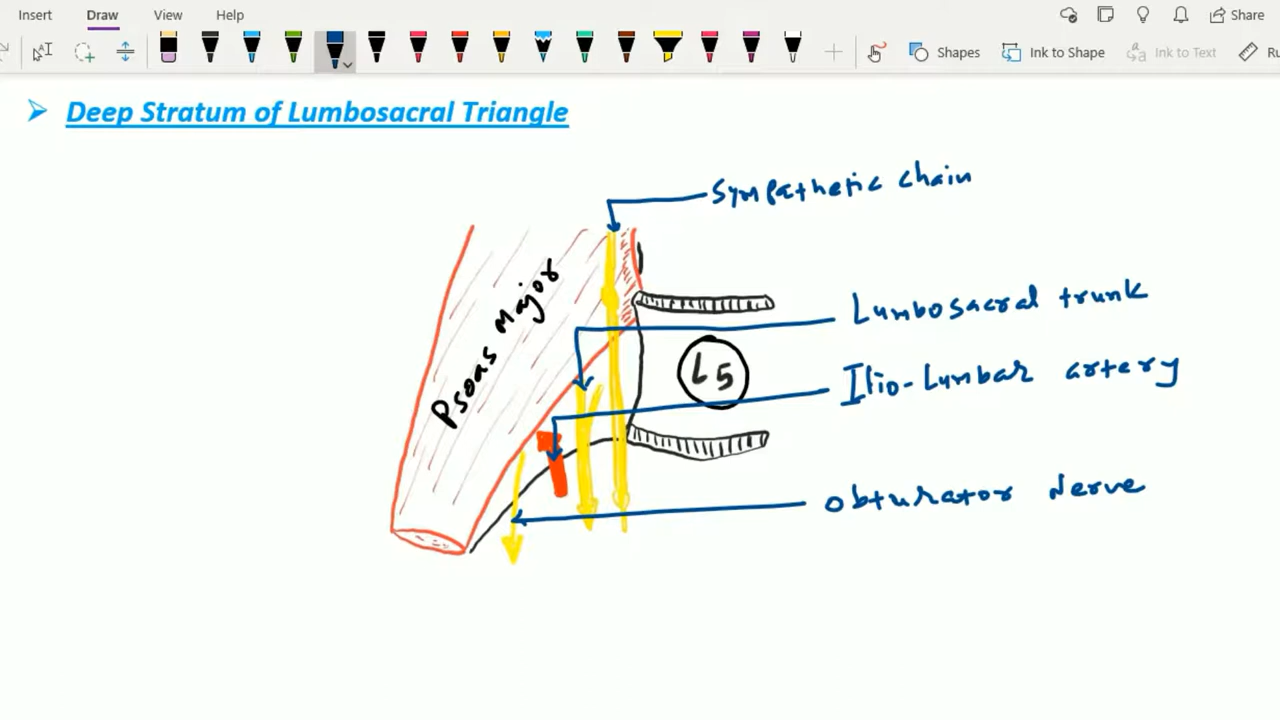 Insert Draw View Help
Share
Shapes Ink to Shape Ink to Text
Deep Stratum of Lumbosacral Triangle
Sympathetic chain
Psoas Major
Lumbosacral trunk
L5
Ilio-Lumbar artery
Obturator Nerve